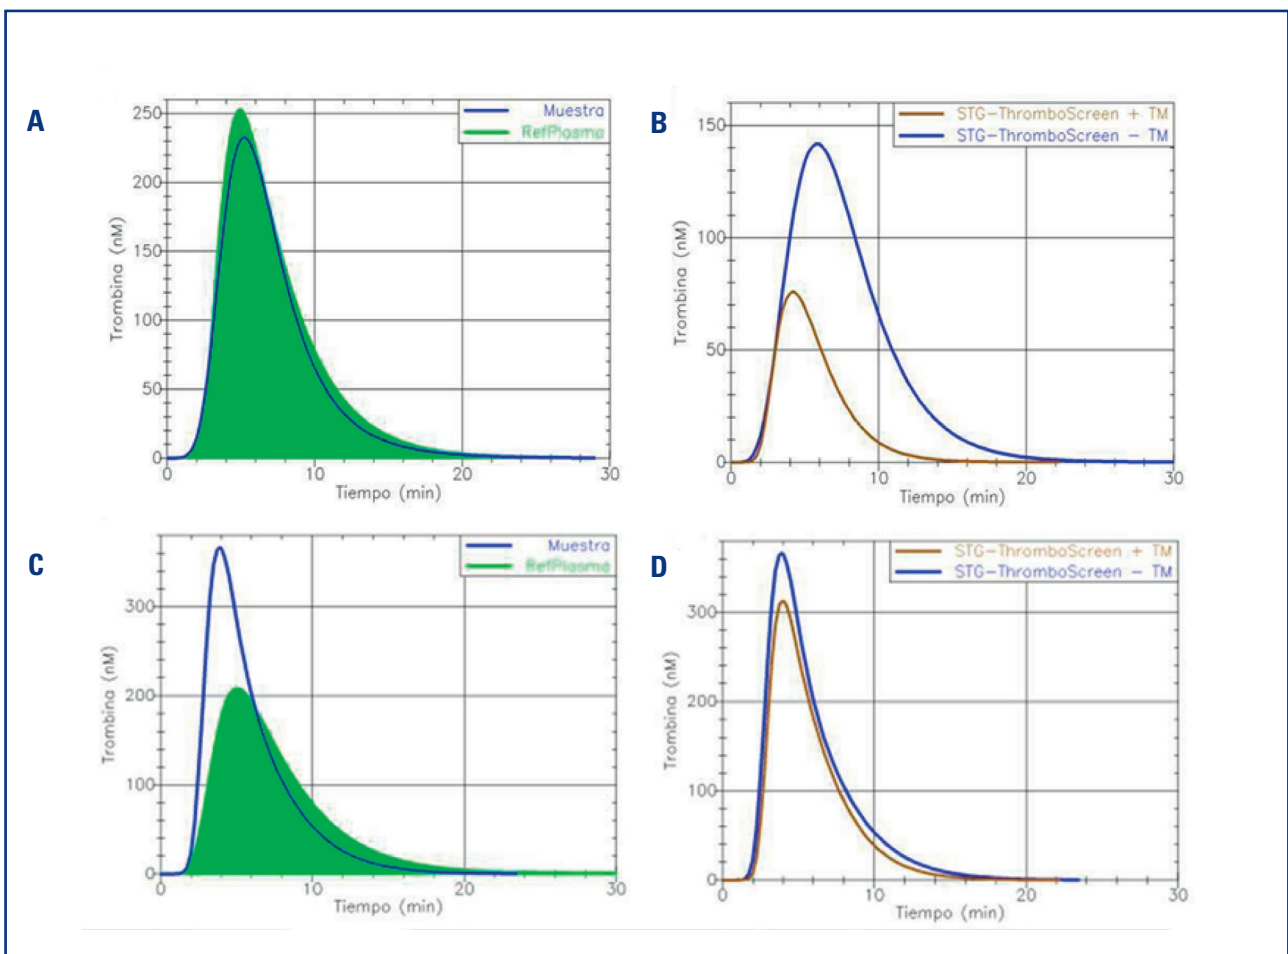 A
250
200
150
100
50
0
Trombina (nM)
Muestra
RefPlasma
0
10
20
30
Tiempo (min)
B
150
100
50
0
Trombina (nM)
STG-ThromboScreen + TM
STG-ThromboScreen - TM
0
10
20
30
Tiempo (min)
C
300
200
100
0
Trombina (nM)
Muestra
RefPlasma
0
10
20
30
Tiempo (min)
D
300
200
100
0
Trombina (nM)
STG-ThromboScreen + TM
STG-ThromboScreen - TM
0
10
20
30
Tiempo (min)